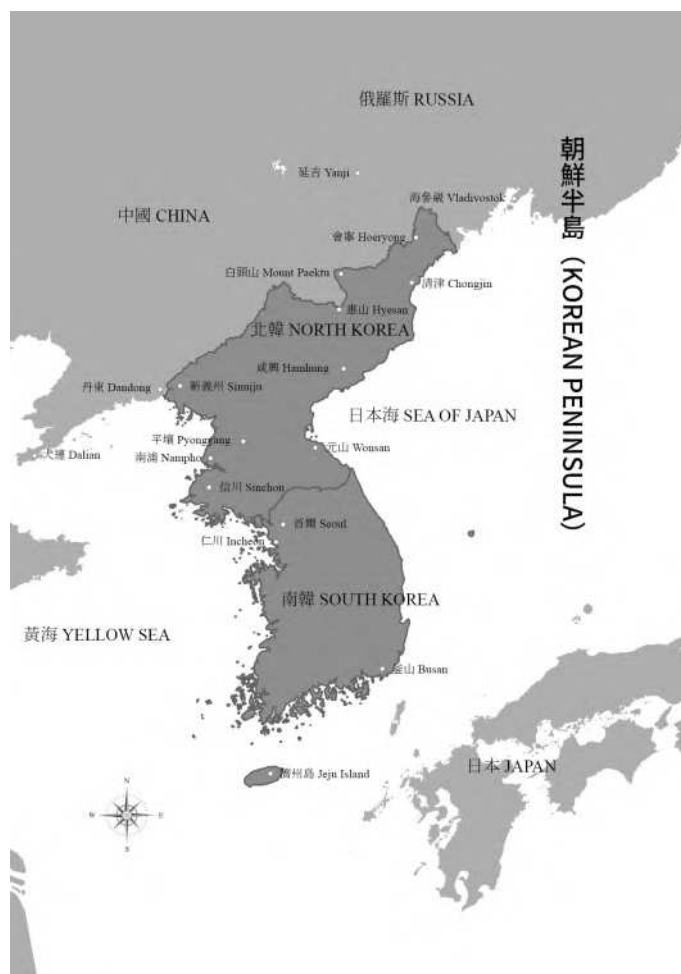 俄羅斯 RUSSIA
朝鮮半島（KOREAN PENINSULA）
延吉 Yanji
海參崴 Vladivostok
中國 CHINA
會寧 Hoeryong
白頭山 Mount Paektu
清津 Chongjin
惠山 Hyesan
北韓 NORTH KOREA
咸興 Hamhung
丹東 Dandong
新義州 Sinuiju
日本海 SEA OF JAPAN
平壤 Pyongyang
元山 Wonsan
大連 Dalian
南浦 Nampho
信川 Sinchon
首爾 Seoul
仁川 Incheon
南韓 SOUTH KOREA
黃海 YELLOW SEA
釜山 Busan
日本 JAPAN
濟州島 Jeju Island
N
W E
S